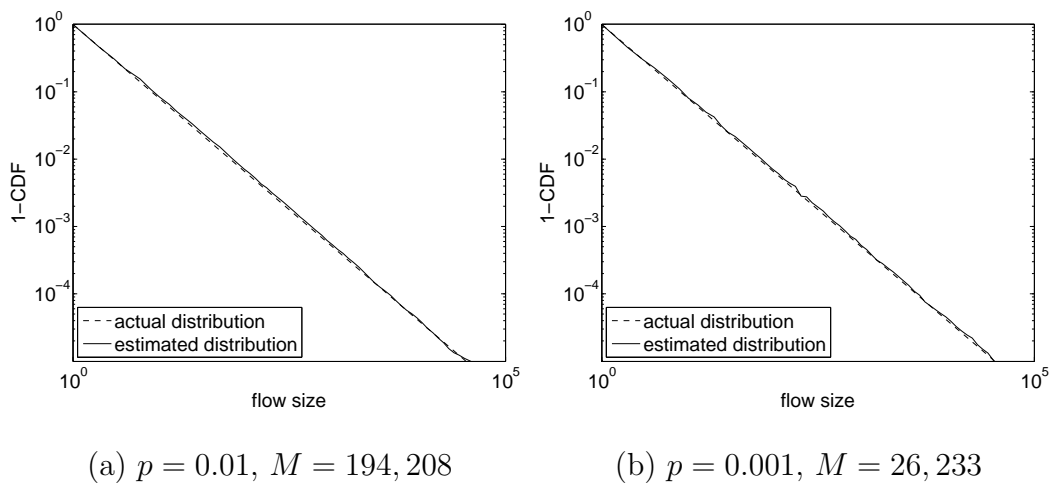 10^0
10^-1
10^-2
10^-3
10^-4
1-CDF
actual distribution
estimated distribution
10^0
10^5
flow size
(a) p = 0.01, M = 194, 208
10^0
10^-1
10^-2
10^-3
10^-4
1-CDF
actual distribution
estimated distribution
10^0
10^5
flow size
(b) p = 0.001, M = 26, 233